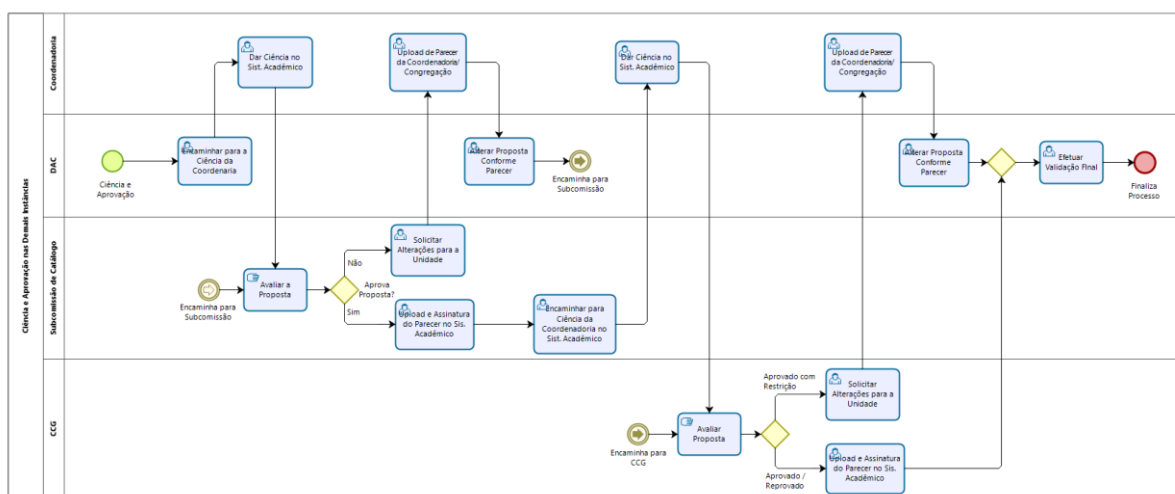 Ciência e Aprovação nas Demais Instâncias
Coordenadoria
Dar Ciência no
Sist. Acadêmico
Upload de Parecer
da Coordenadoria/
Congregação
Dar Ciência no
Sist. Acadêmico
Upload de Parecer
da Coordenadoria/
Congregação
DAC
Ciência e
Aprovação
Encaminhar para a
Ciência da
Coordenaria
Alterar Proposta
Conforme
Parecer
Encaminha para
Subcomissão
Alterar Proposta
Conforme
Parecer
Efetuar
Validação Final
Finaliza
Processo
Subcomissão de Catálogo
Encaminha para
Subcomissão
Avaliar a
Proposta
Aprova
Proposta?
Não
Sim
Solicitar
Alterações para a
Unidade
Upload e Assinatura
do Parecer no Sis.
Acadêmico
Encaminhar para
Ciência da
Coordenadoria no
Sist. Acadêmico
CCG
Encaminha para
CCG
Avaliar
Proposta
Aprovado com
Restrição
Aprovado /
Reprovado
Solicitar
Alterações para a
Unidade
Upload e Assinatura
do Parecer no Sis.
Acadêmico